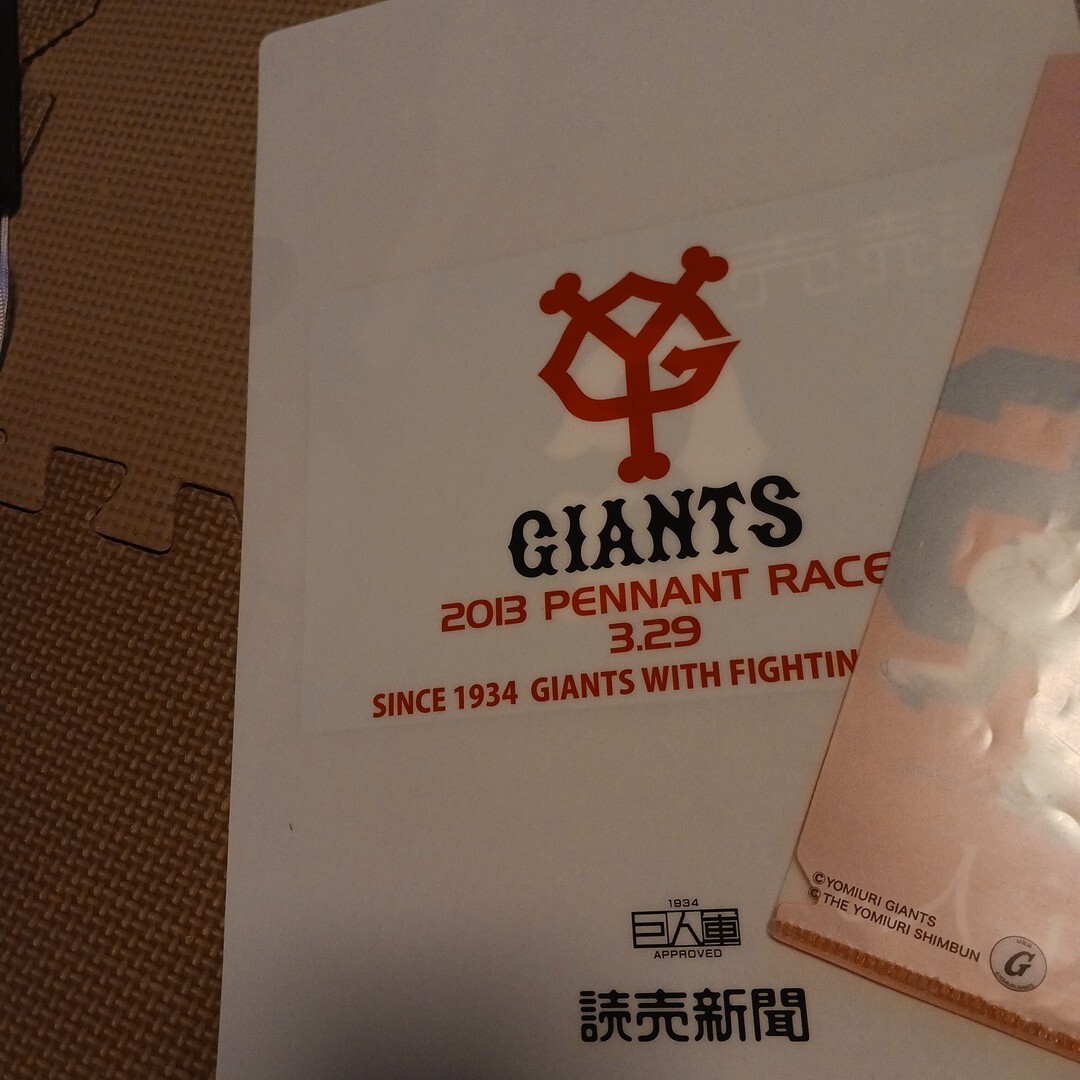 YG
GIANTS
2013 PENNANT RACE
3.29
SINCE 1934 GIANTS WITH FIGHTIN
1934
巨人軍
APPROVED
読売新聞
©YOMIURI GIANTS
©THE YOMIURI SHIMBUN
G